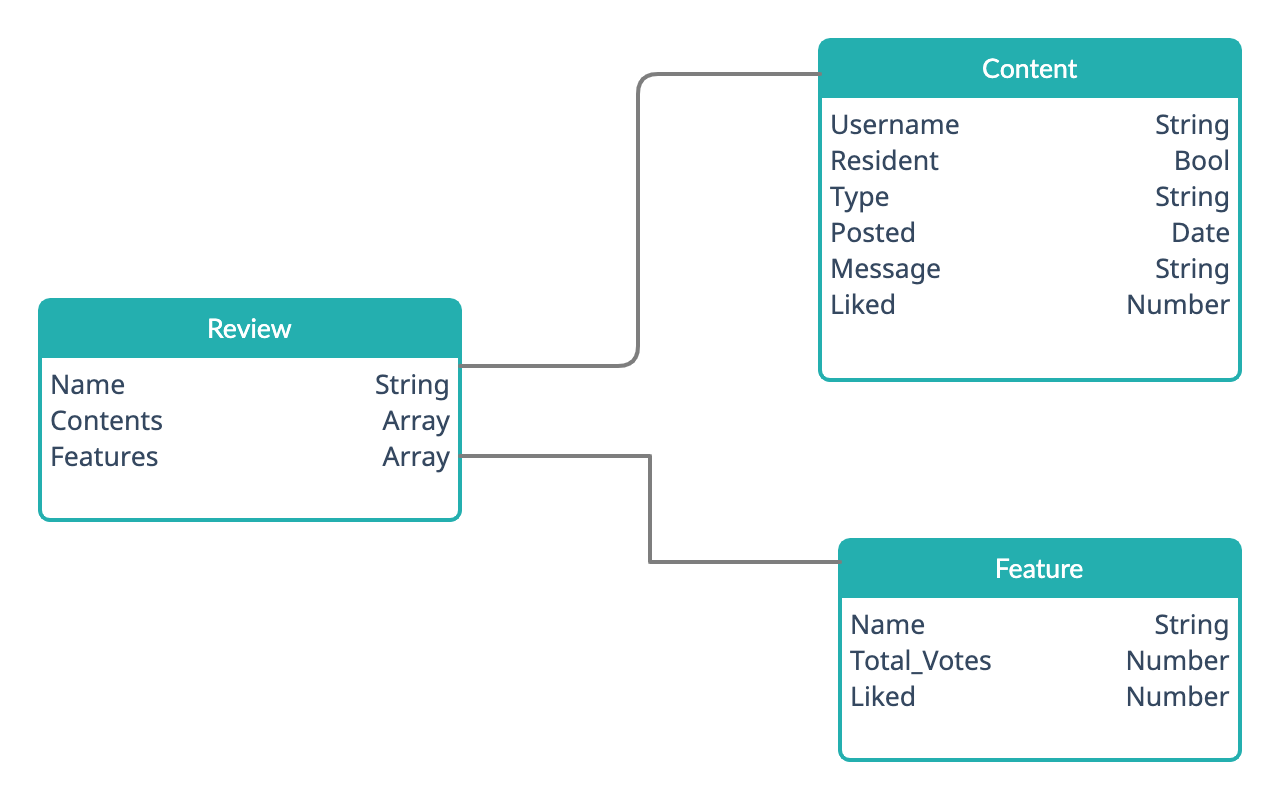 Content
Username String
Resident Bool
Type String
Posted Date
Message String
Liked Number
Review
Name String
Contents Array
Features Array
Feature
Name String
Total_Votes Number
Liked Number